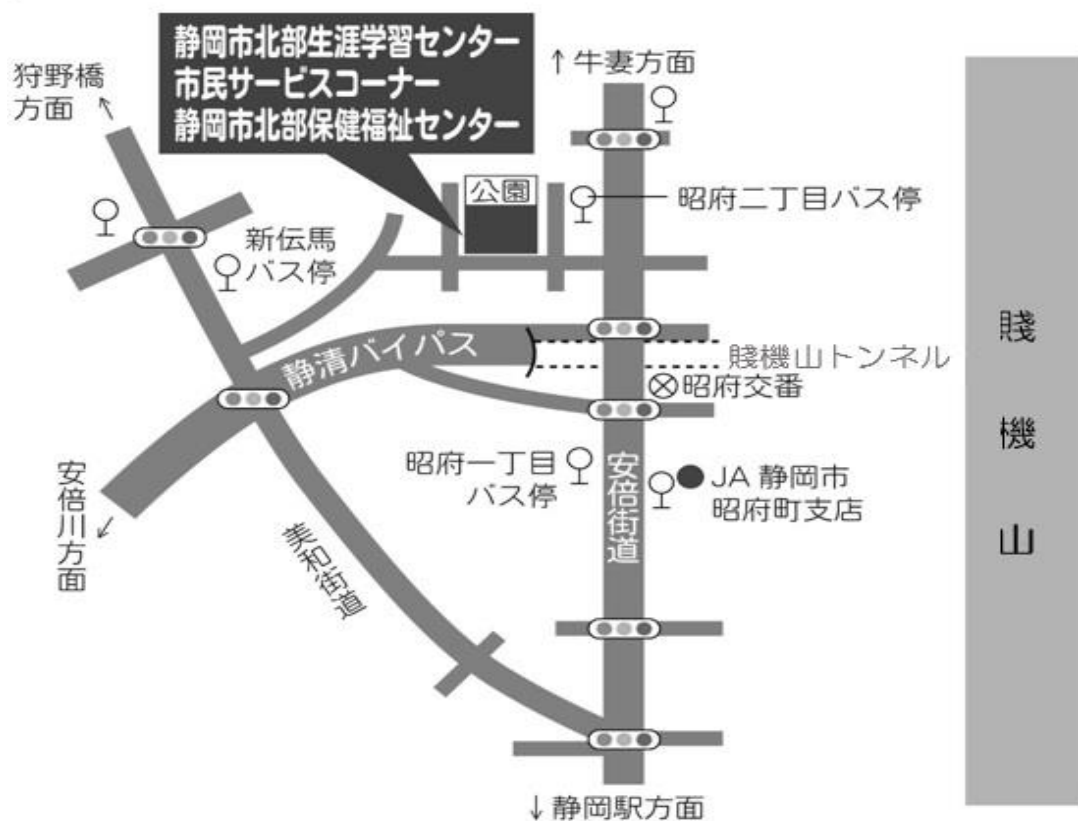 静岡市北部生涯学習センター
市民サービスコーナー
静岡市北部保健福祉センター
↑牛妻方面
狩野橋
方面
公園
昭府二丁目バス停
新伝馬
バス停
静清バイパス
賤機山トンネル
昭府交番
昭府一丁目
バス停
安倍街道
JA 静岡市
昭府町支店
安倍川方面
美和街道
↓静岡駅方面
賤機山